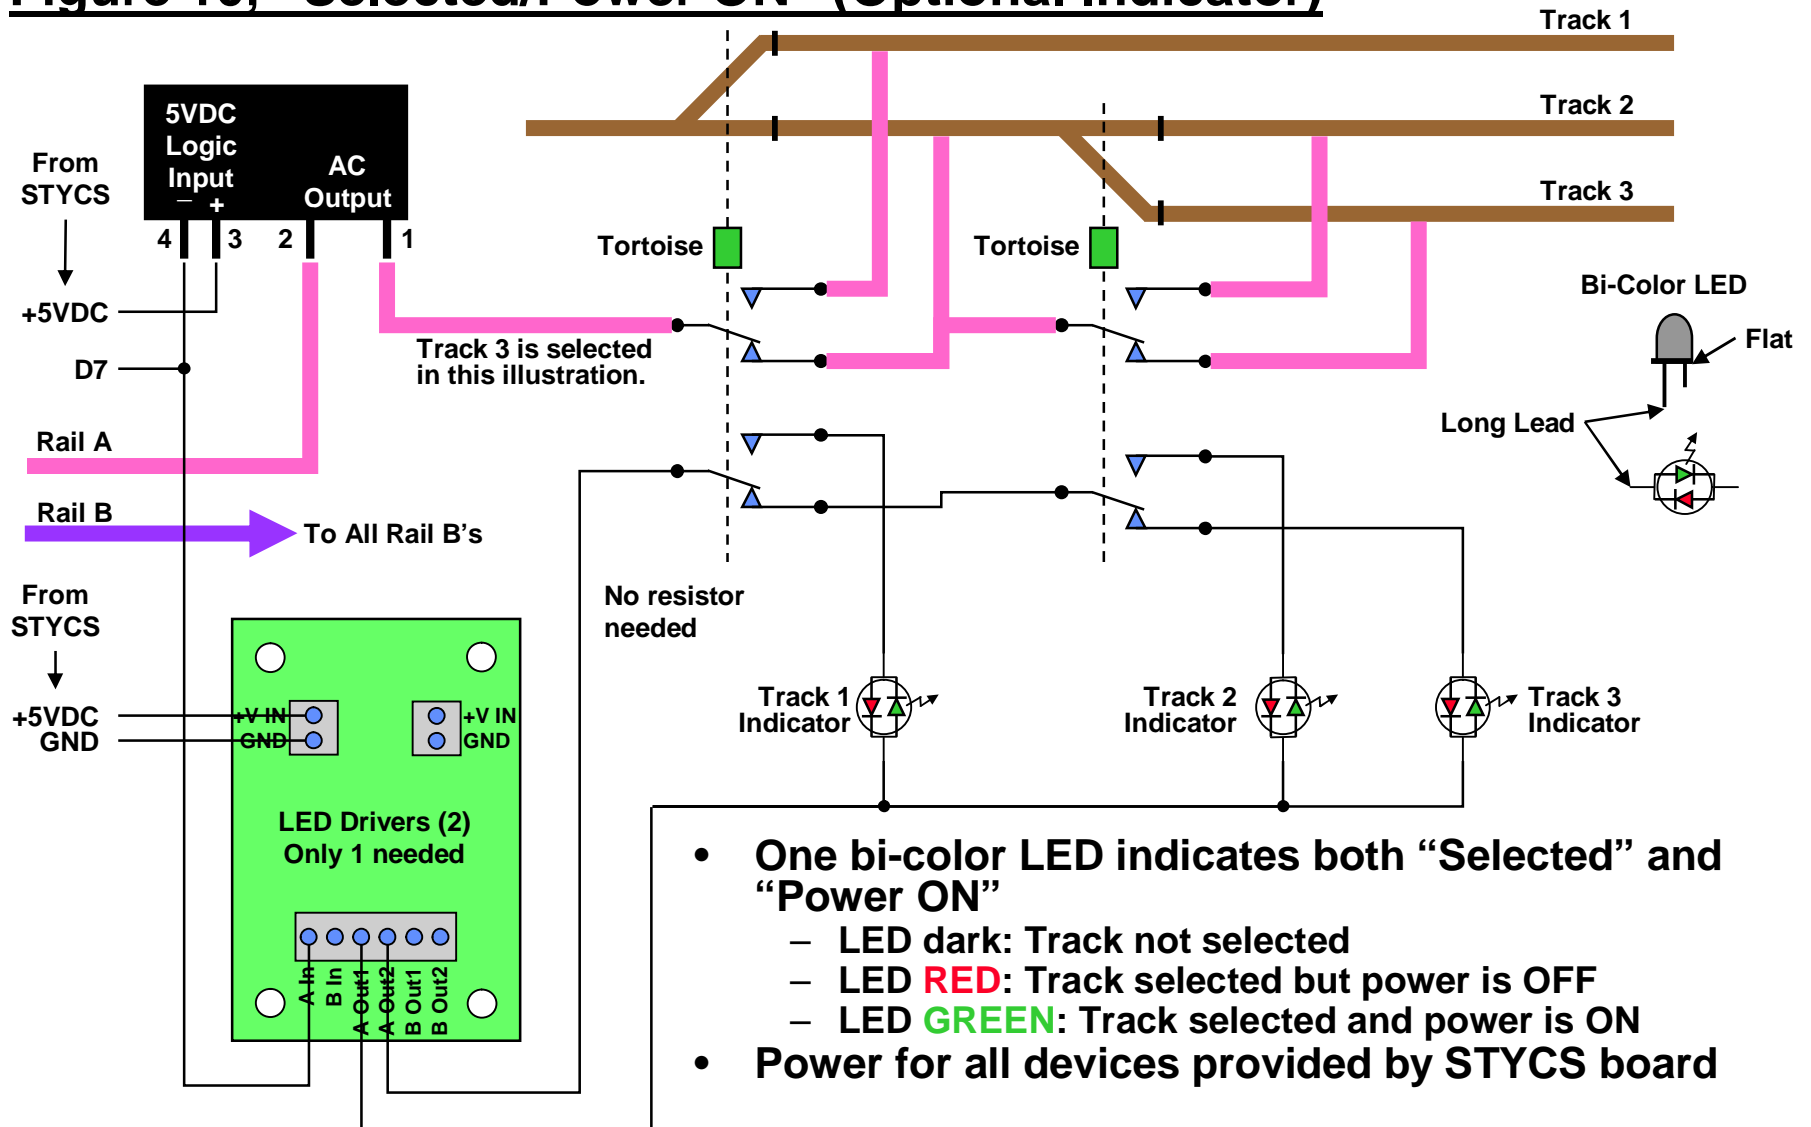 Track 1
5VDC
Logic
Input
– +
AC
Output
From
STYCS
4 3 2 1
Track 2
Track 3
Tortoise
Tortoise
+5VDC
Track 3 is selected
in this illustration.
D7
Bi-Color LED
Flat
Long Lead
Rail A
Rail B
To All Rail B’s
From
STYCS
No resistor
needed
+5VDC
GND
+V IN
GND
+V IN
GND
Track 1
Indicator
Track 2
Indicator
Track 3
Indicator
LED Drivers (2)
Only 1 needed
A In
B In
A Out1
A Out2
B Out1
B Out2
• One bi-color LED indicates both “Selected” and
“Power ON”
– LED dark: Track not selected
– LED RED: Track selected but power is OFF
– LED GREEN: Track selected and power is ON
• Power for all devices provided by STYCS board